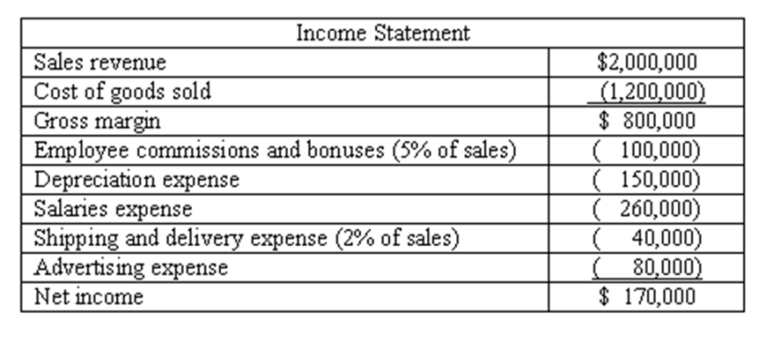 Income Statement
Sales revenue $2,000,000
Cost of goods sold (1,200,000)
Gross margin $ 800,000
Employee commissions and bonuses (5% of sales) ( 100,000)
Depreciation expense ( 150,000)
Salaries expense ( 260,000)
Shipping and delivery expense (2% of sales) ( 40,000)
Advertising expense ( 80,000)
Net income $ 170,000